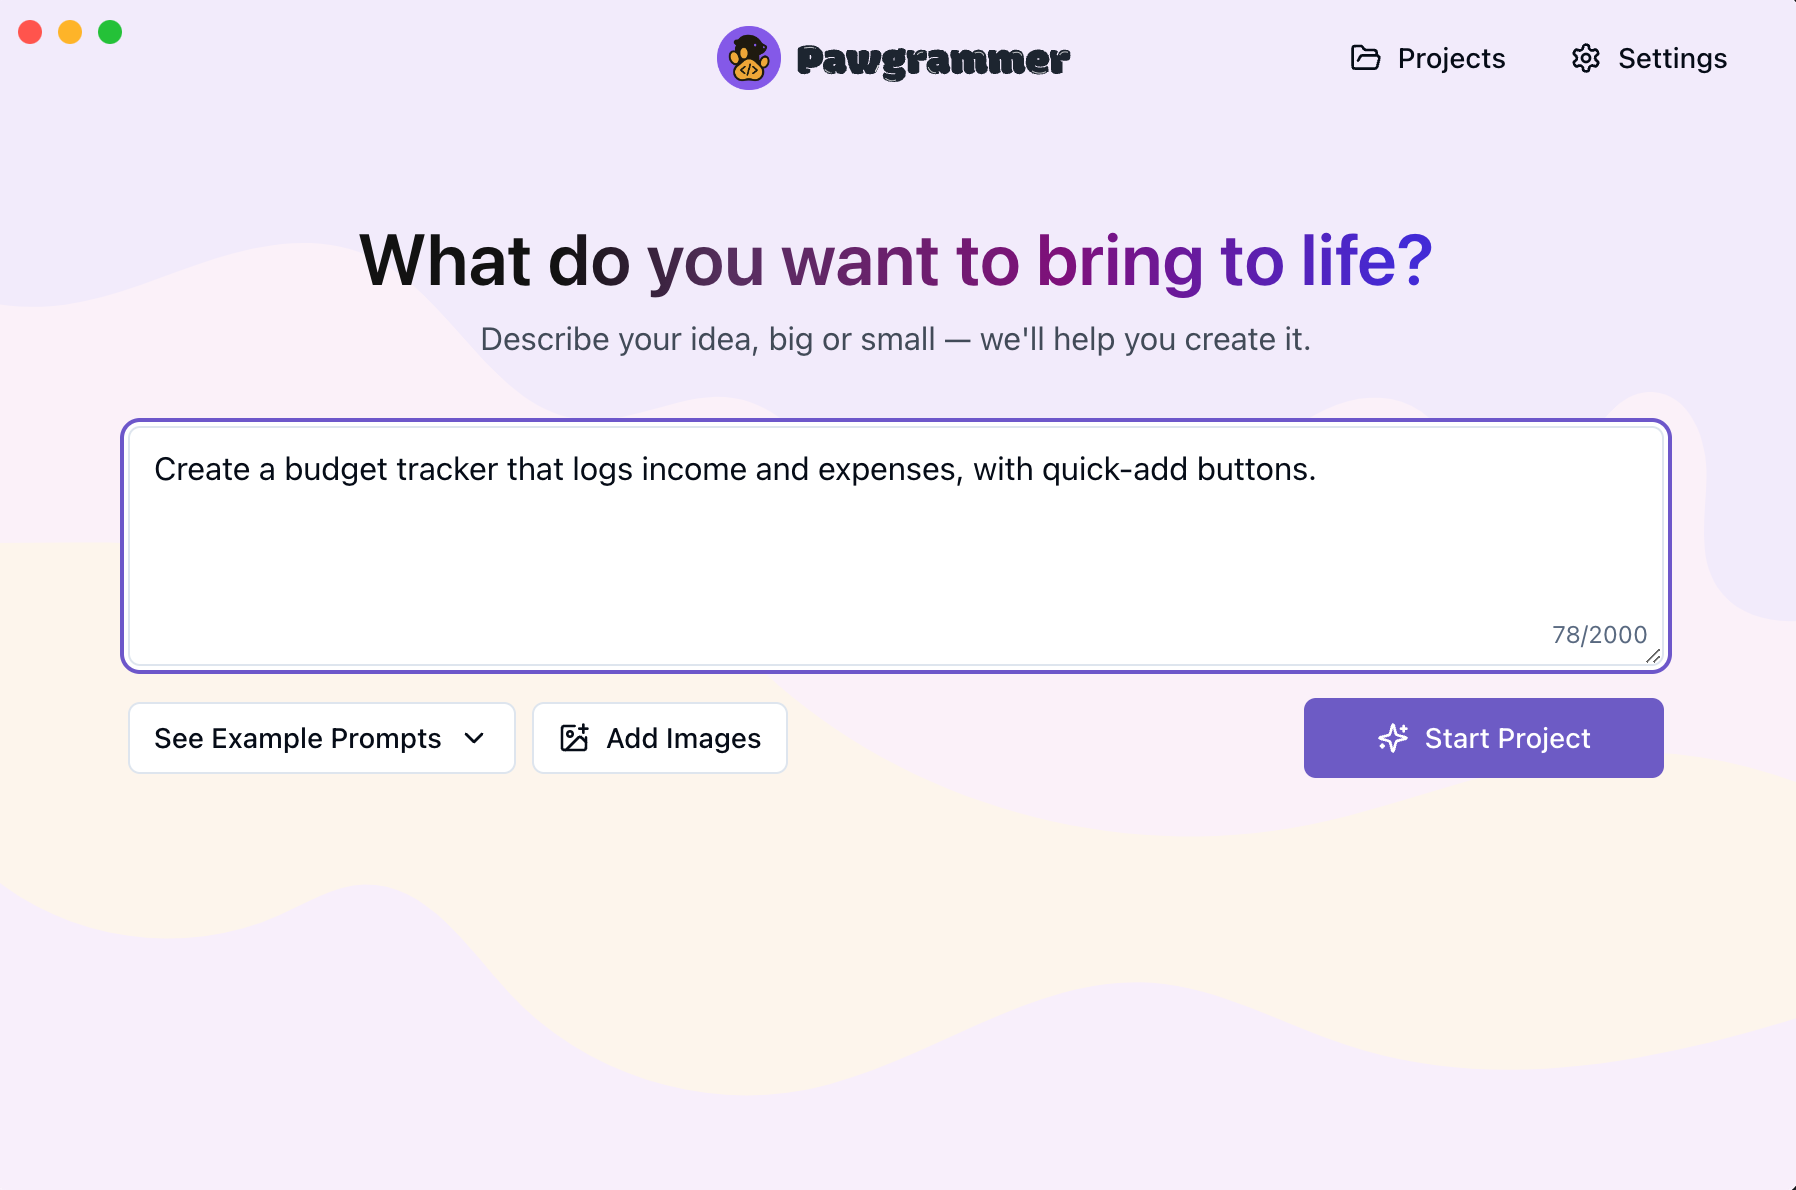 Pawgrammer
Projects
Settings
What do you want to bring to life?
Describe your idea, big or small — we'll help you create it.
Create a budget tracker that logs income and expenses, with quick-add buttons.
78/2000
See Example Prompts
Add Images
Start Project